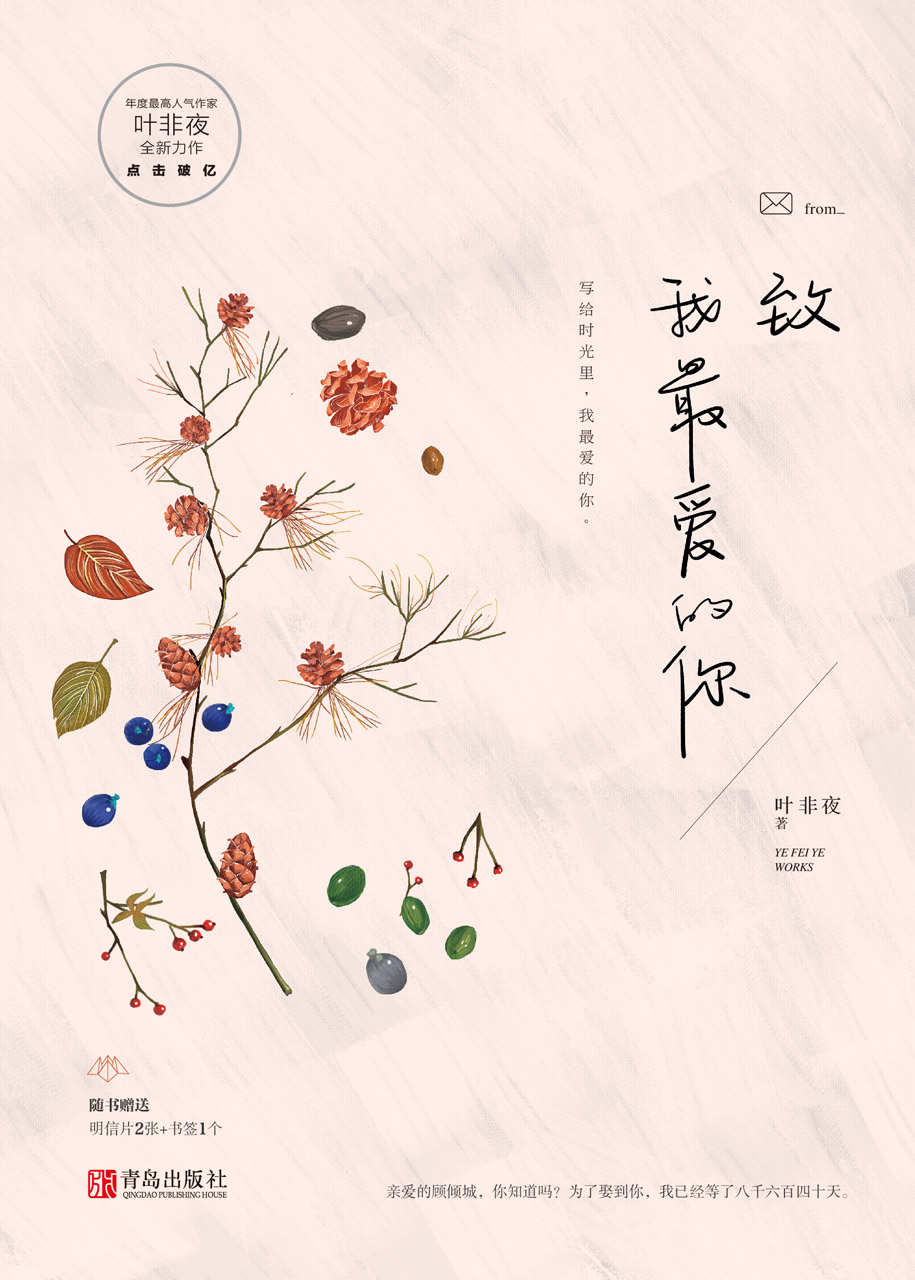 年度最高人气作家
叶非夜
全新力作
点击破亿
from_
致
我最爱的你
写给时光里，我最爱的你。
叶非夜
著
YE FEI YE
WORKS
随书赠送
明信片2张+书签1个
青岛出版社
QINGDAO PUBLISHING HOUSE
亲爱的顾倾城，你知道吗？为了娶到你，我已经等了八千六百四十天。